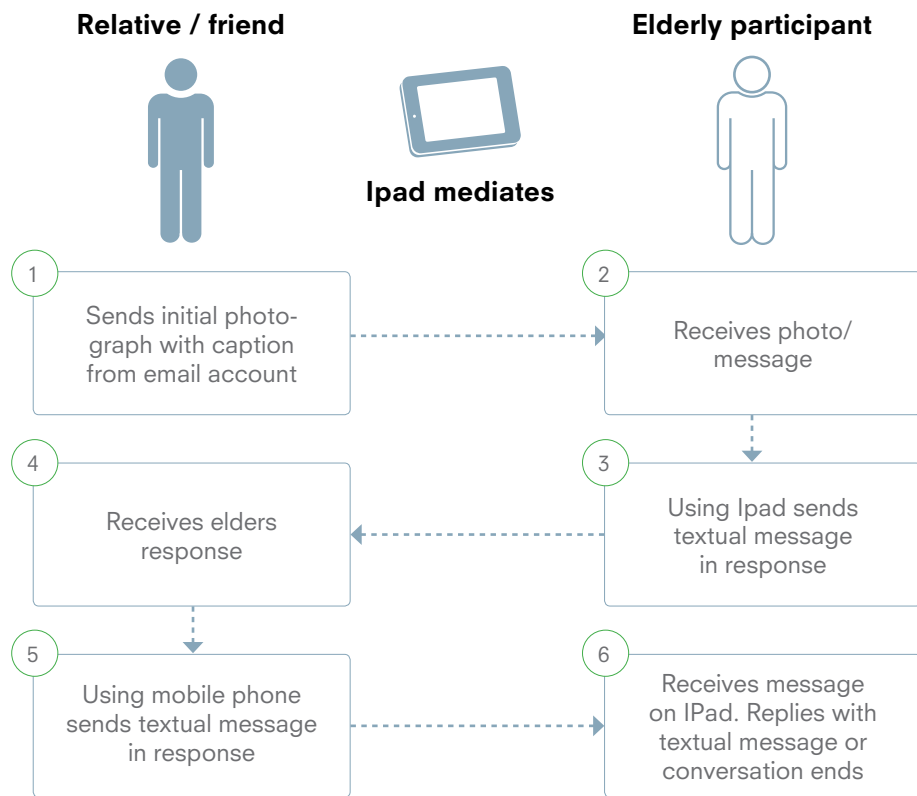 Relative / friend
Elderly participant
Ipad mediates
1
Sends initial photo-
graph with caption
from email account
2
Receives photo/
message
3
Using Ipad sends
textual message
in response
4
Receives elders
response
5
Using mobile phone
sends textual message
in response
6
Receives message
on IPad. Replies with
textual message or
conversation ends